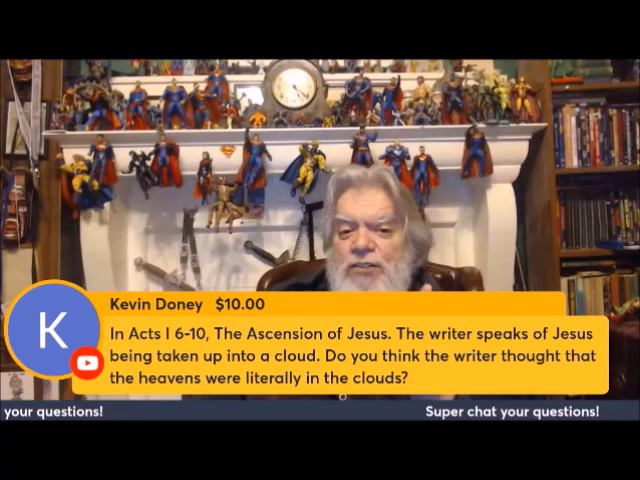 Kevin Doney $10.00
In Acts I 6-10, The Ascension of Jesus. The writer speaks of Jesus
being taken up into a cloud. Do you think the writer thought that
the heavens were literally in the clouds?
K
your questions! Super chat your questions!